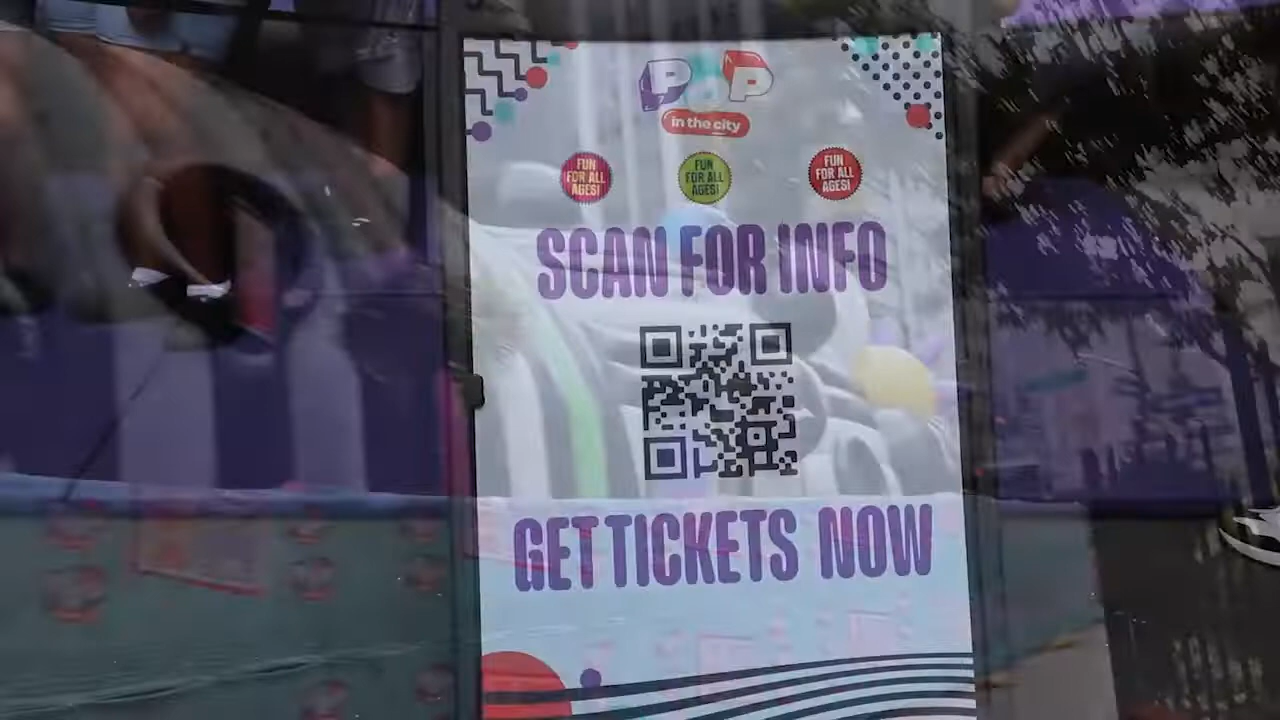 POP
in the city
FUN FOR ALL AGES!
FUN FOR ALL AGES!
FUN FOR ALL AGES!
SCAN FOR INFO
GET TICKETS NOW